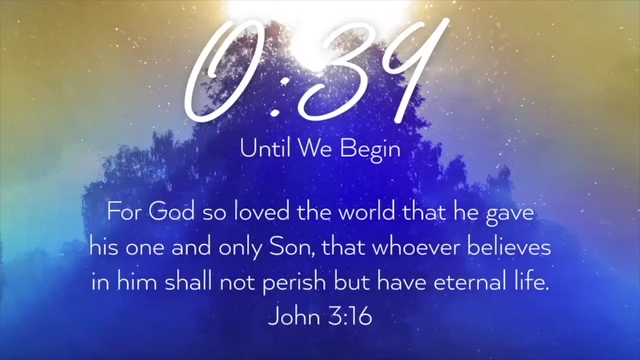 0:39
Until We Begin
For God so loved the world that he gave
his one and only Son, that whoever believes
in him shall not perish but have eternal life.
John 3:16